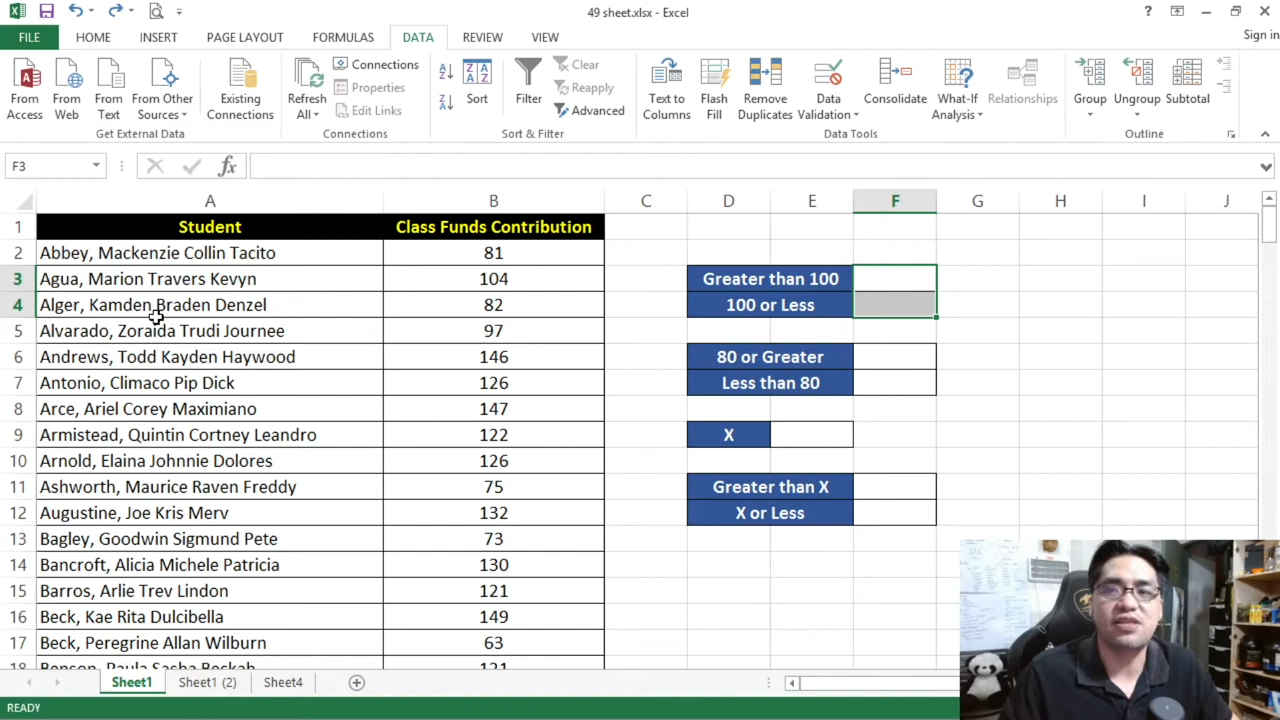 49 sheet.xlsx - Excel
?
FILE HOME INSERT PAGE LAYOUT FORMULAS DATA REVIEW VIEW Sign in
From Access
From Web
From Text
From Other Sources
Existing Connections
Get External Data
Refresh All
Connections
Properties
Edit Links
Connections
Sort
Filter
Clear
Reapply
Advanced
Sort & Filter
Text to Columns
Flash Fill
Remove Duplicates
Data Validation
Consolidate
What-If Analysis
Relationships
Data Tools
Group
Ungroup
Subtotal
Outline
F3 fx
A B C D E F G H I J
1 Student Class Funds Contribution
2 Abbey, Mackenzie Collin Tacito 81
3 Agua, Marion Travers Kevyn 104 Greater than 100
4 Alger, Kamden Braden Denzel 82 100 or Less
5 Alvarado, Zoraida Trudi Journee 97
6 Andrews, Todd Kayden Haywood 146 80 or Greater
7 Antonio, Climaco Pip Dick 126 Less than 80
8 Arce, Ariel Corey Maximiano 147
9 Armistead, Quintin Cortney Leandro 122 X
10 Arnold, Elaina Johnnie Dolores 126
11 Ashworth, Maurice Raven Freddy 75 Greater than X
12 Augustine, Joe Kris Merv 132 X or Less
13 Bagley, Goodwin Sigmund Pete 73
14 Bancroft, Alicia Michele Patricia 130
15 Barros, Arlie Trev Lindon 121
16 Beck, Kae Rita Dulcibella 149
17 Beck, Peregrine Allan Wilburn 63
18 Benson, Paula Sasha Beckah 121
Sheet1 Sheet1 (2) Sheet4
READY